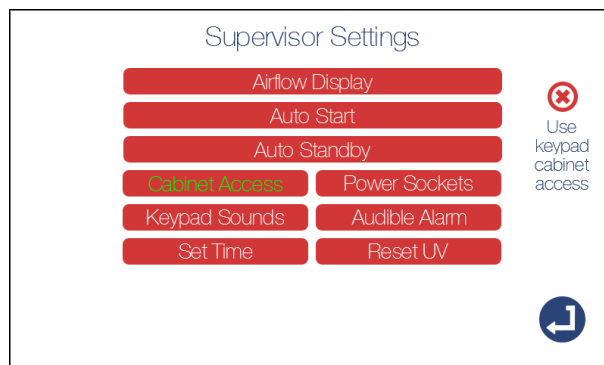 Supervisor Settings
Airflow Display
Auto Start
Auto Standby
Cabinet Access
Power Sockets
Keypad Sounds
Audible Alarm
Set Time
Reset UV
Use
keypad
cabinet
access